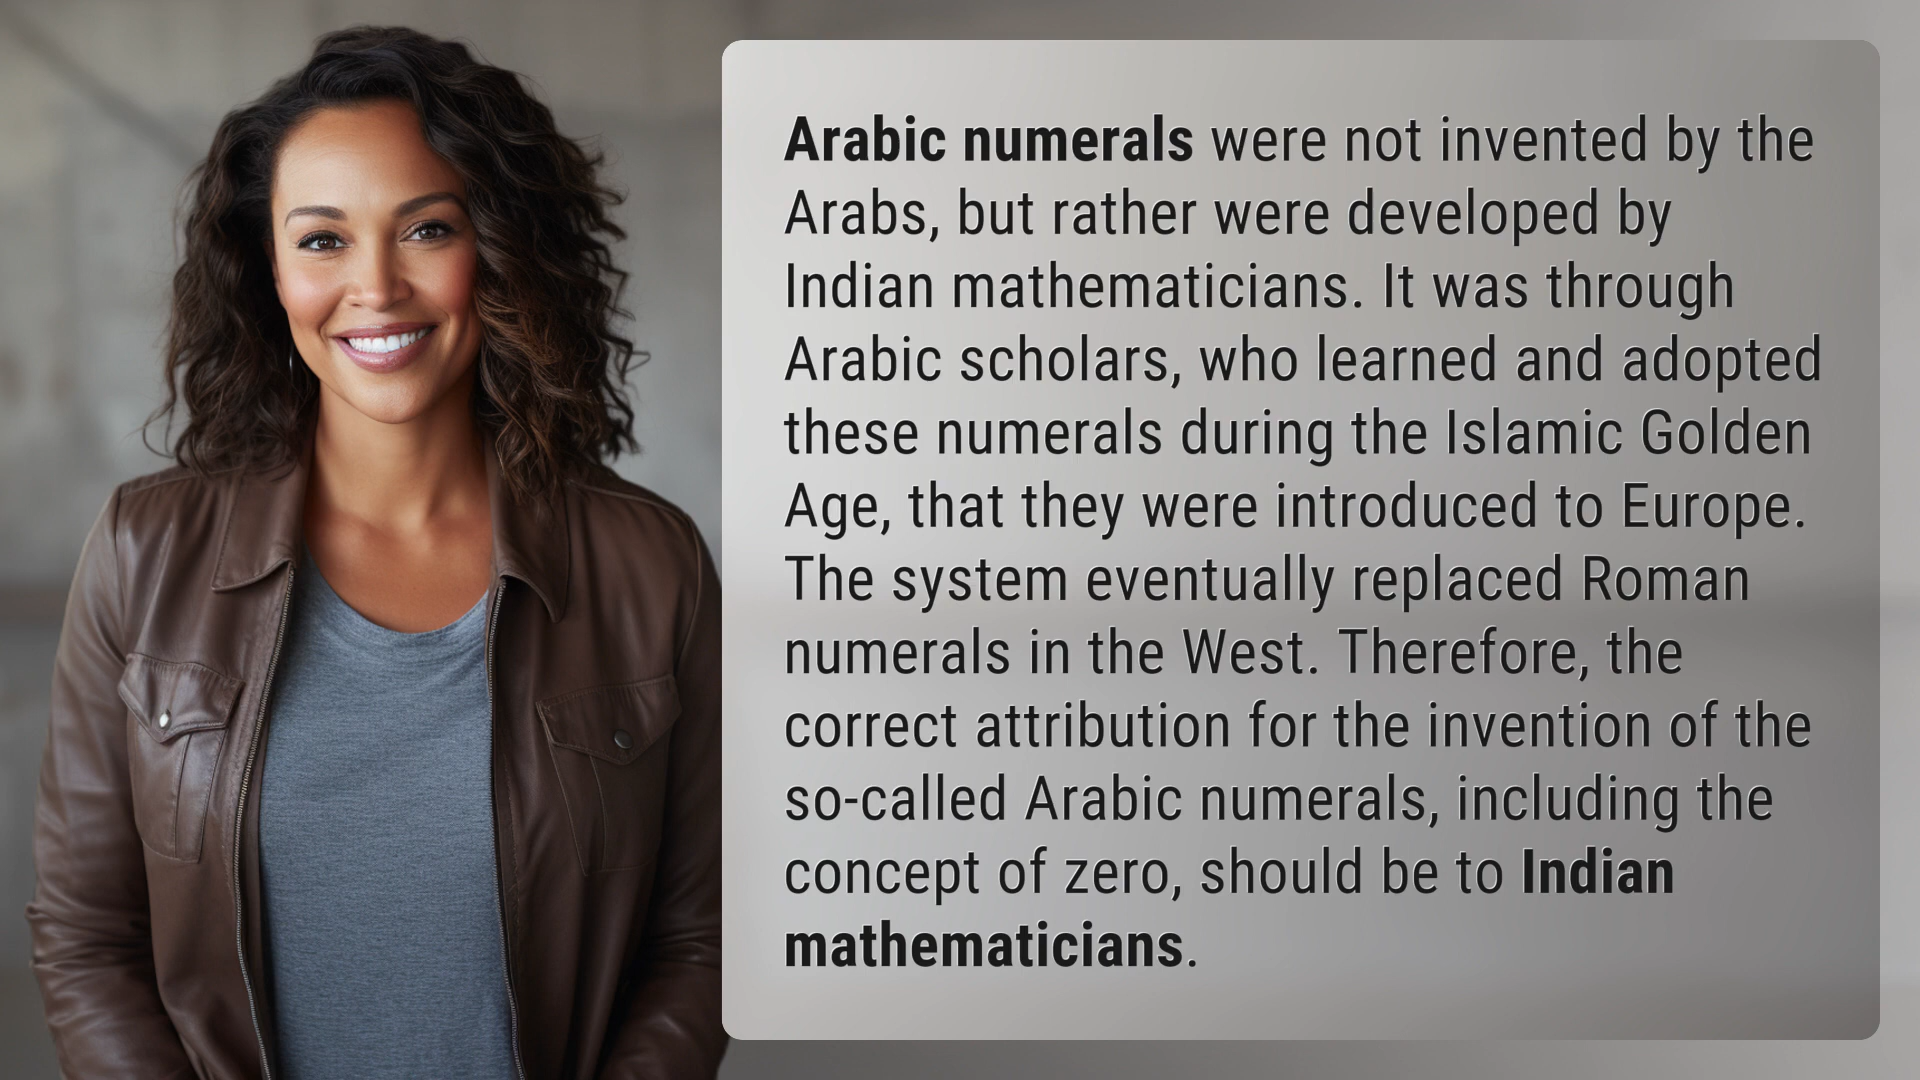 Arabic numerals were not invented by the
Arabs, but rather were developed by
Indian mathematicians. It was through
Arabic scholars, who learned and adopted
these numerals during the Islamic Golden
Age, that they were introduced to Europe.
The system eventually replaced Roman
numerals in the West. Therefore, the
correct attribution for the invention of the
so-called Arabic numerals, including the
concept of zero, should be to Indian
mathematicians.